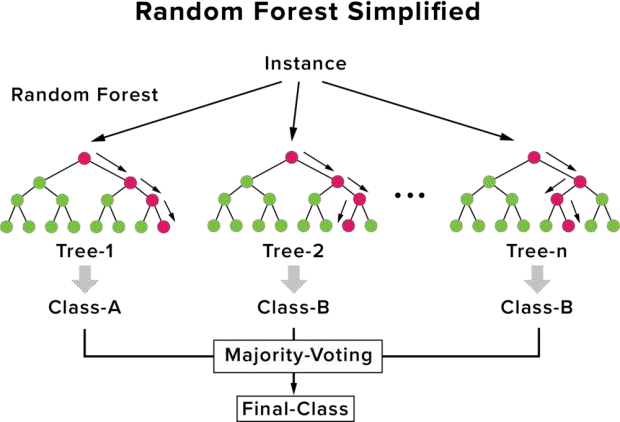 Random Forest Simplified
Instance
Random Forest
Tree-1
Tree-2
Tree-n
Class-A
Class-B
Class-B
Majority-Voting
Final-Class